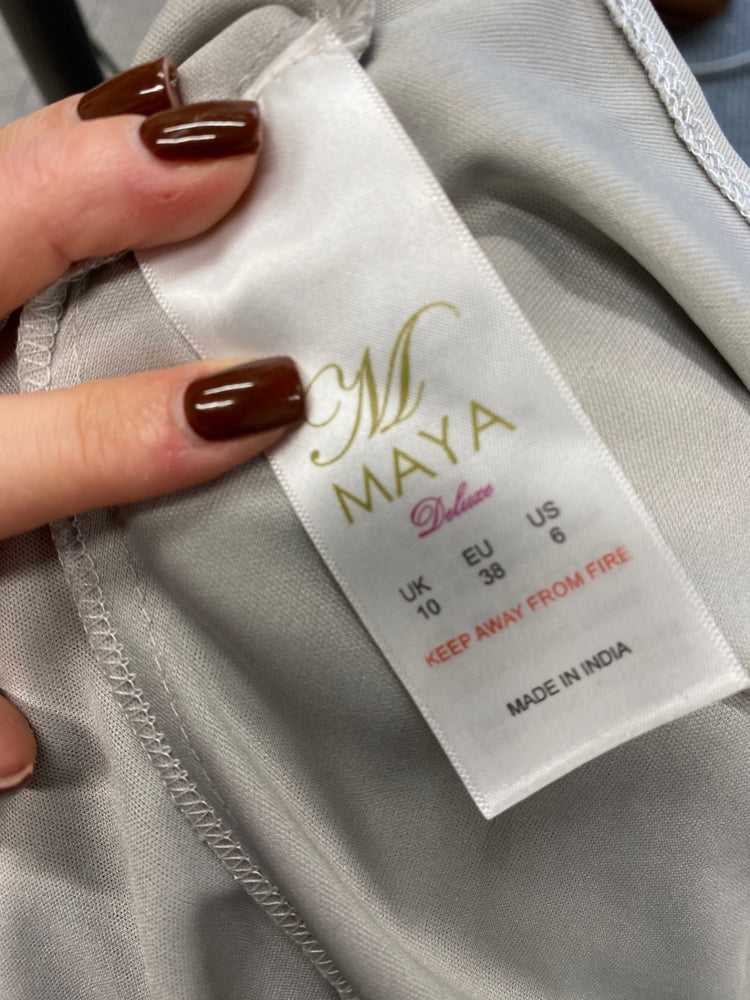 M
MAYA
Deluxe
UK EU US
10 38 6
KEEP AWAY FROM FIRE
MADE IN INDIA